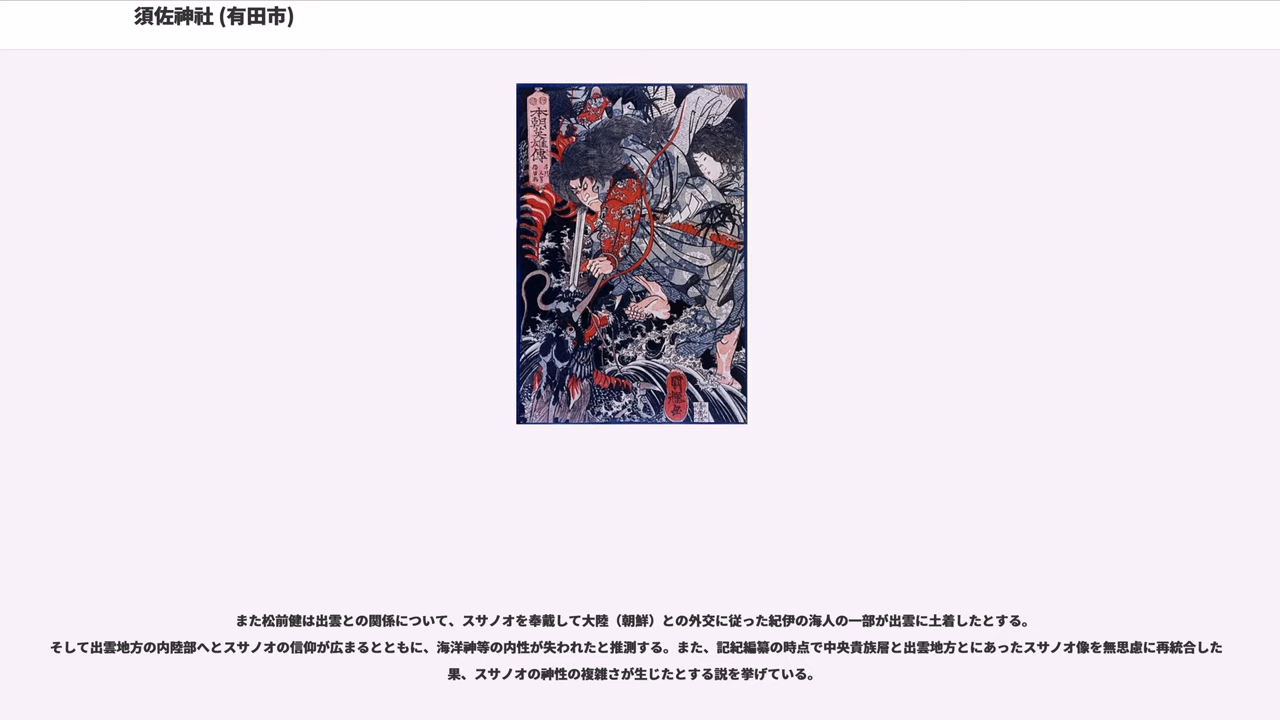 須佐神社 (有田市)
本朝英雄傳
また松前健は出雲との関係について、スサノオを奉戴して大陸（朝鮮）との外交に従った紀伊の海人の一部が出雲に土着したとする。
そして出雲地方の内陸部へとスサノオの信仰が広まるとともに、海洋神等の内性が失われたと推測する。また、記紀編纂の時点で中央貴族層と出雲地方とにあったスサノオ像を無思慮に再統合した
果、スサノオの神性の複雑さが生じたとする説を挙げている。